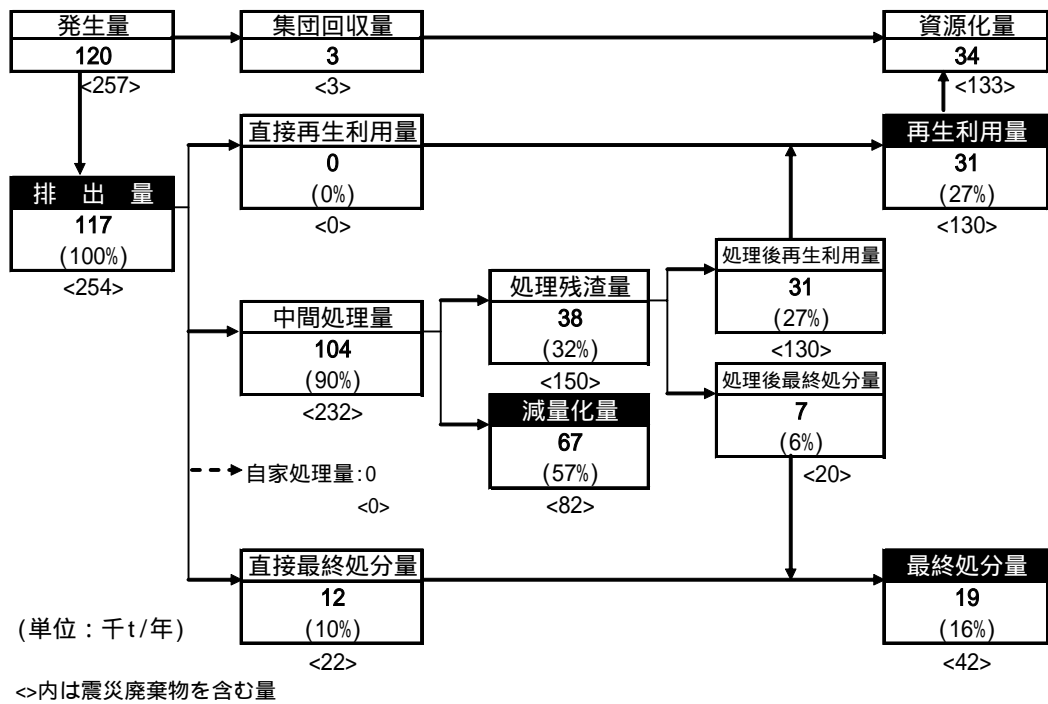 発生量
120
<257>
集団回収量
3
<3>
資源化量
34
<133>
直接再生利用量
0
(0%)
<0>
再生利用量
31
(27%)
<130>
排 出 量
117
(100%)
<254>
処理後再生利用量
31
(27%)
<130>
処理残渣量
38
(32%)
<150>
中間処理量
104
(90%)
<232>
処理後最終処分量
7
(6%)
<20>
減量化量
67
(57%)
<82>
自家処理量:0
<0>
直接最終処分量
12
(10%)
<22>
最終処分量
19
(16%)
<42>
(単位:千t/年)
<>内は震災廃棄物を含む量